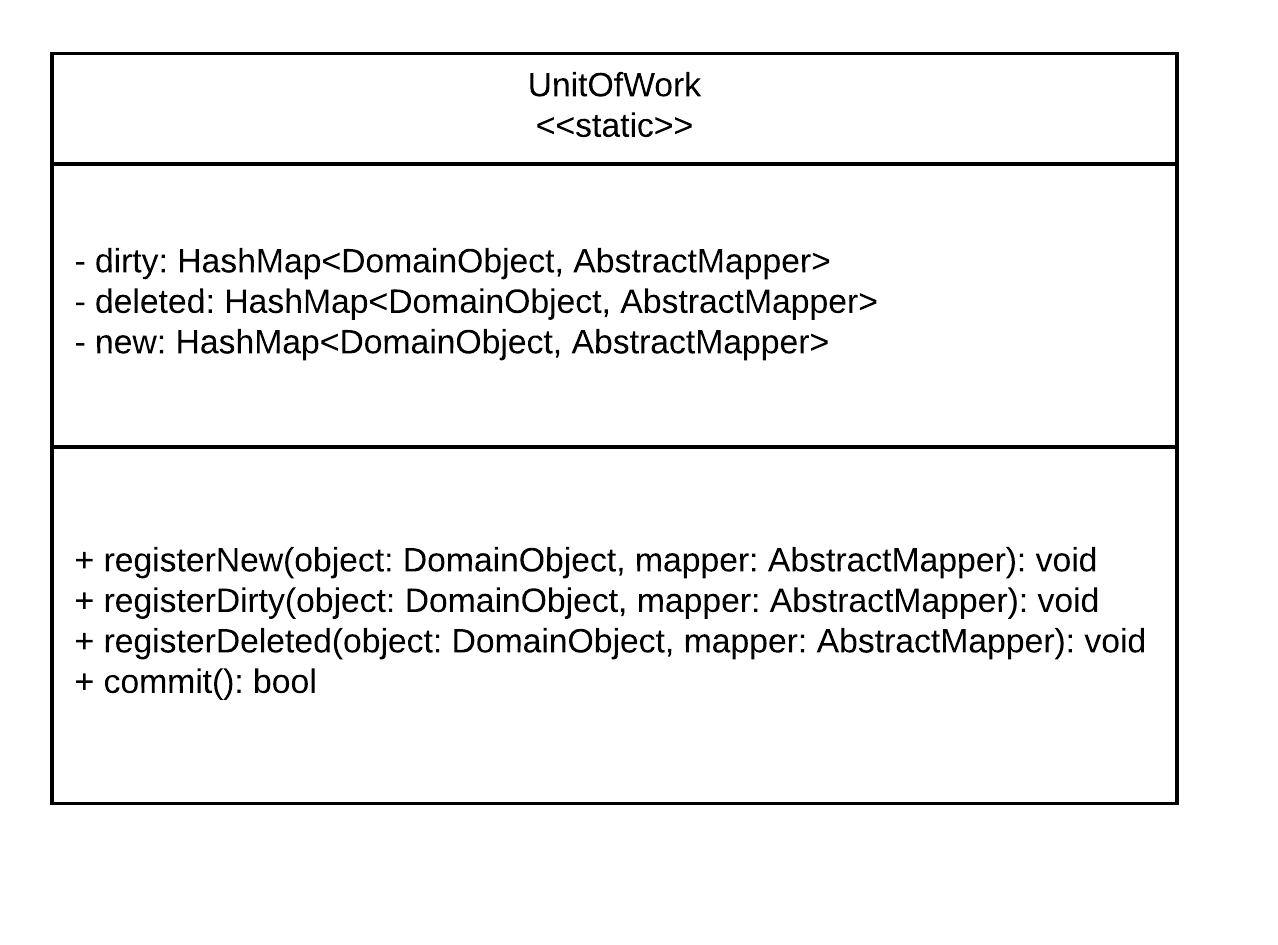 UnitOfWork
<<static>>
- dirty: HashMap<DomainObject, AbstractMapper>
- deleted: HashMap<DomainObject, AbstractMapper>
- new: HashMap<DomainObject, AbstractMapper>
+ registerNew(object: DomainObject, mapper: AbstractMapper): void
+ registerDirty(object: DomainObject, mapper: AbstractMapper): void
+ registerDeleted(object: DomainObject, mapper: AbstractMapper): void
+ commit(): bool